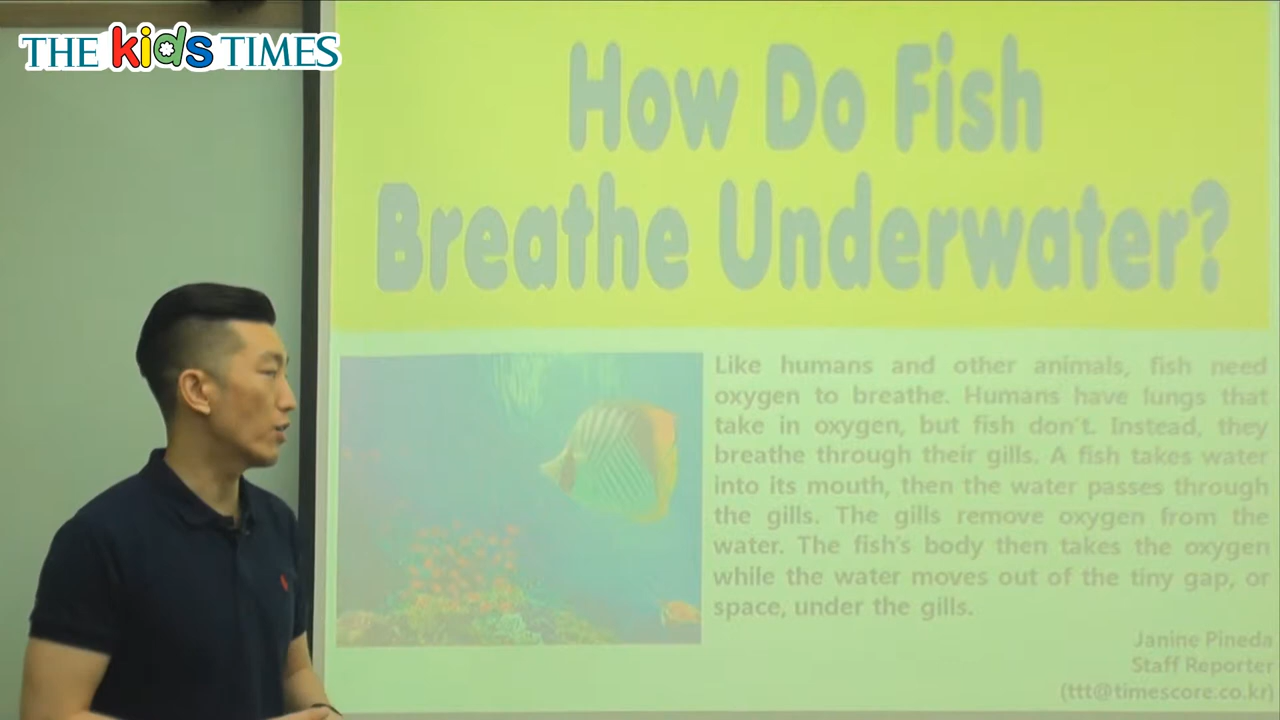 THE kids TIMES
How Do Fish
Breathe Underwater?
Like humans and other animals, fish need
oxygen to breathe. Humans have lungs that
take in oxygen, but fish don't. Instead, they
breathe through their gills. A fish takes water
into its mouth, then the water passes through
the gills. The gills remove oxygen from the
water. The fish's body then takes the oxygen
while the water moves out of the tiny gap, or
space, under the gills.
Janine Pineda
Staff Reporter
(ttt@timescore.co.kr)